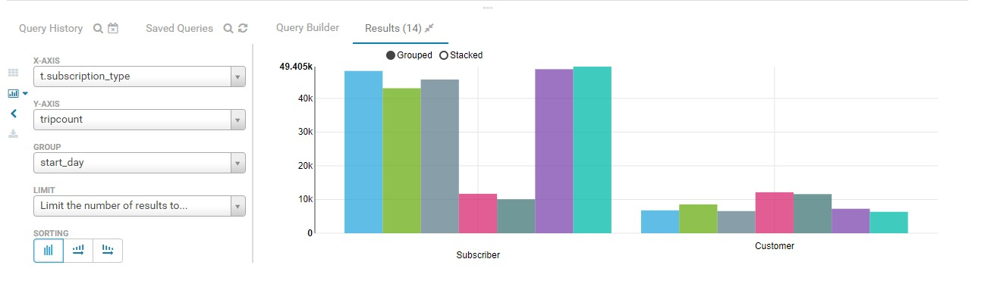 Query History Saved Queries Query Builder Results (14)
Grouped Stacked
X-AXIS
t.subscription_type
Y-AXIS
tripcount
GROUP
start_day
LIMIT
Limit the number of results to...
SORTING
49.405k
40k
30k
20k
10k
0
Subscriber
Customer